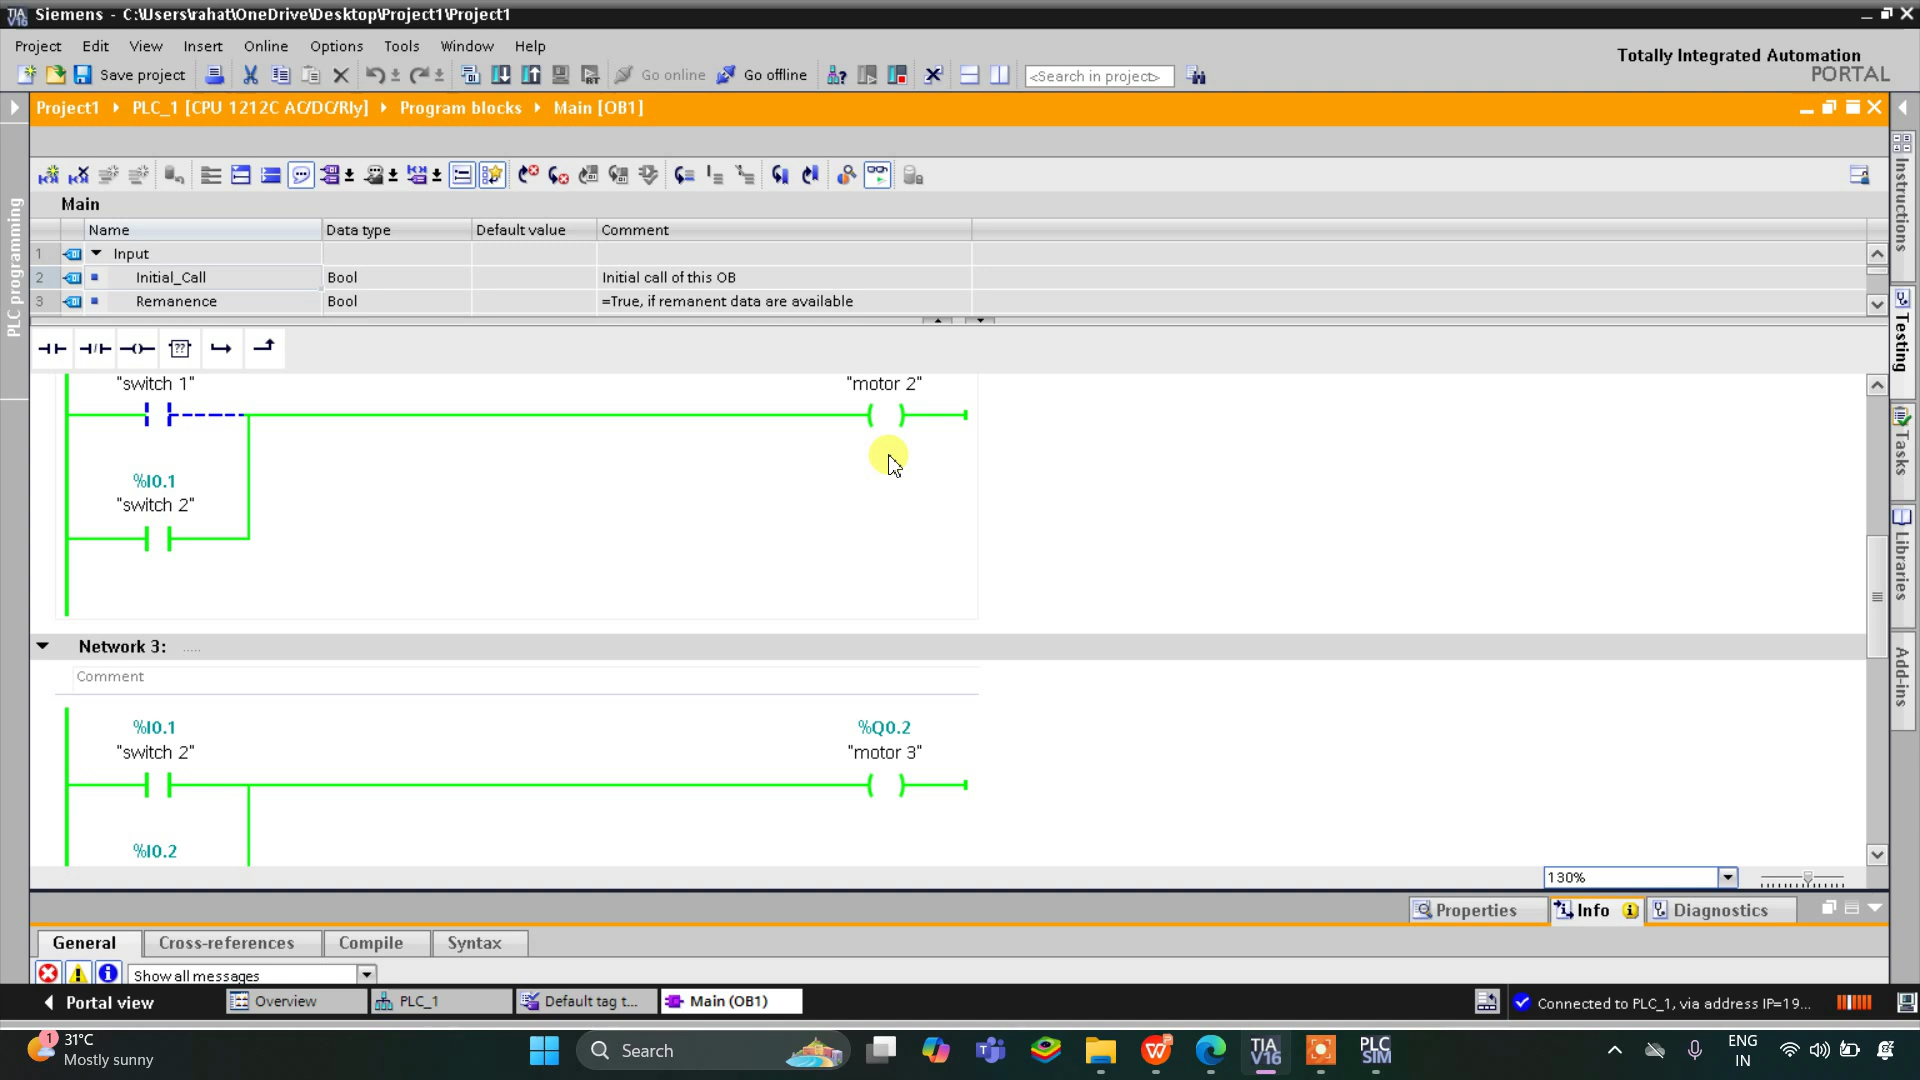 TIA V16 Siemens - C:\Users\rahat\OneDrive\Desktop\Project1\Project1
Project Edit View Insert Online Options Tools Window Help
Totally Integrated Automation
PORTAL
Save project Go online Go offline <Search in project>
Project1 PLC_1 [CPU 1212C AC/DC/Rly] Program blocks Main [OB1]
PLC programming
Main
Name Data type Default value Comment
1 Input
2 Initial_Call Bool Initial call of this OB
3 Remanence Bool =True, if remanent data are available
??
"switch 1" "motor 2"
%I0.1
"switch 2"
Network 3: .....
Comment
%I0.1 %Q0.2
"switch 2" "motor 3"
%I0.2
130%
Instructions
Testing
Tasks
Libraries
Add-ins
Properties Info Diagnostics
General Cross-references Compile Syntax
Show all messages
Portal view Overview PLC_1 Default tag t... Main (OB1) Connected to PLC_1, via address IP=19...
1 31°C
Mostly sunny
Search
TIA V16
PLC SIM
ENG
IN